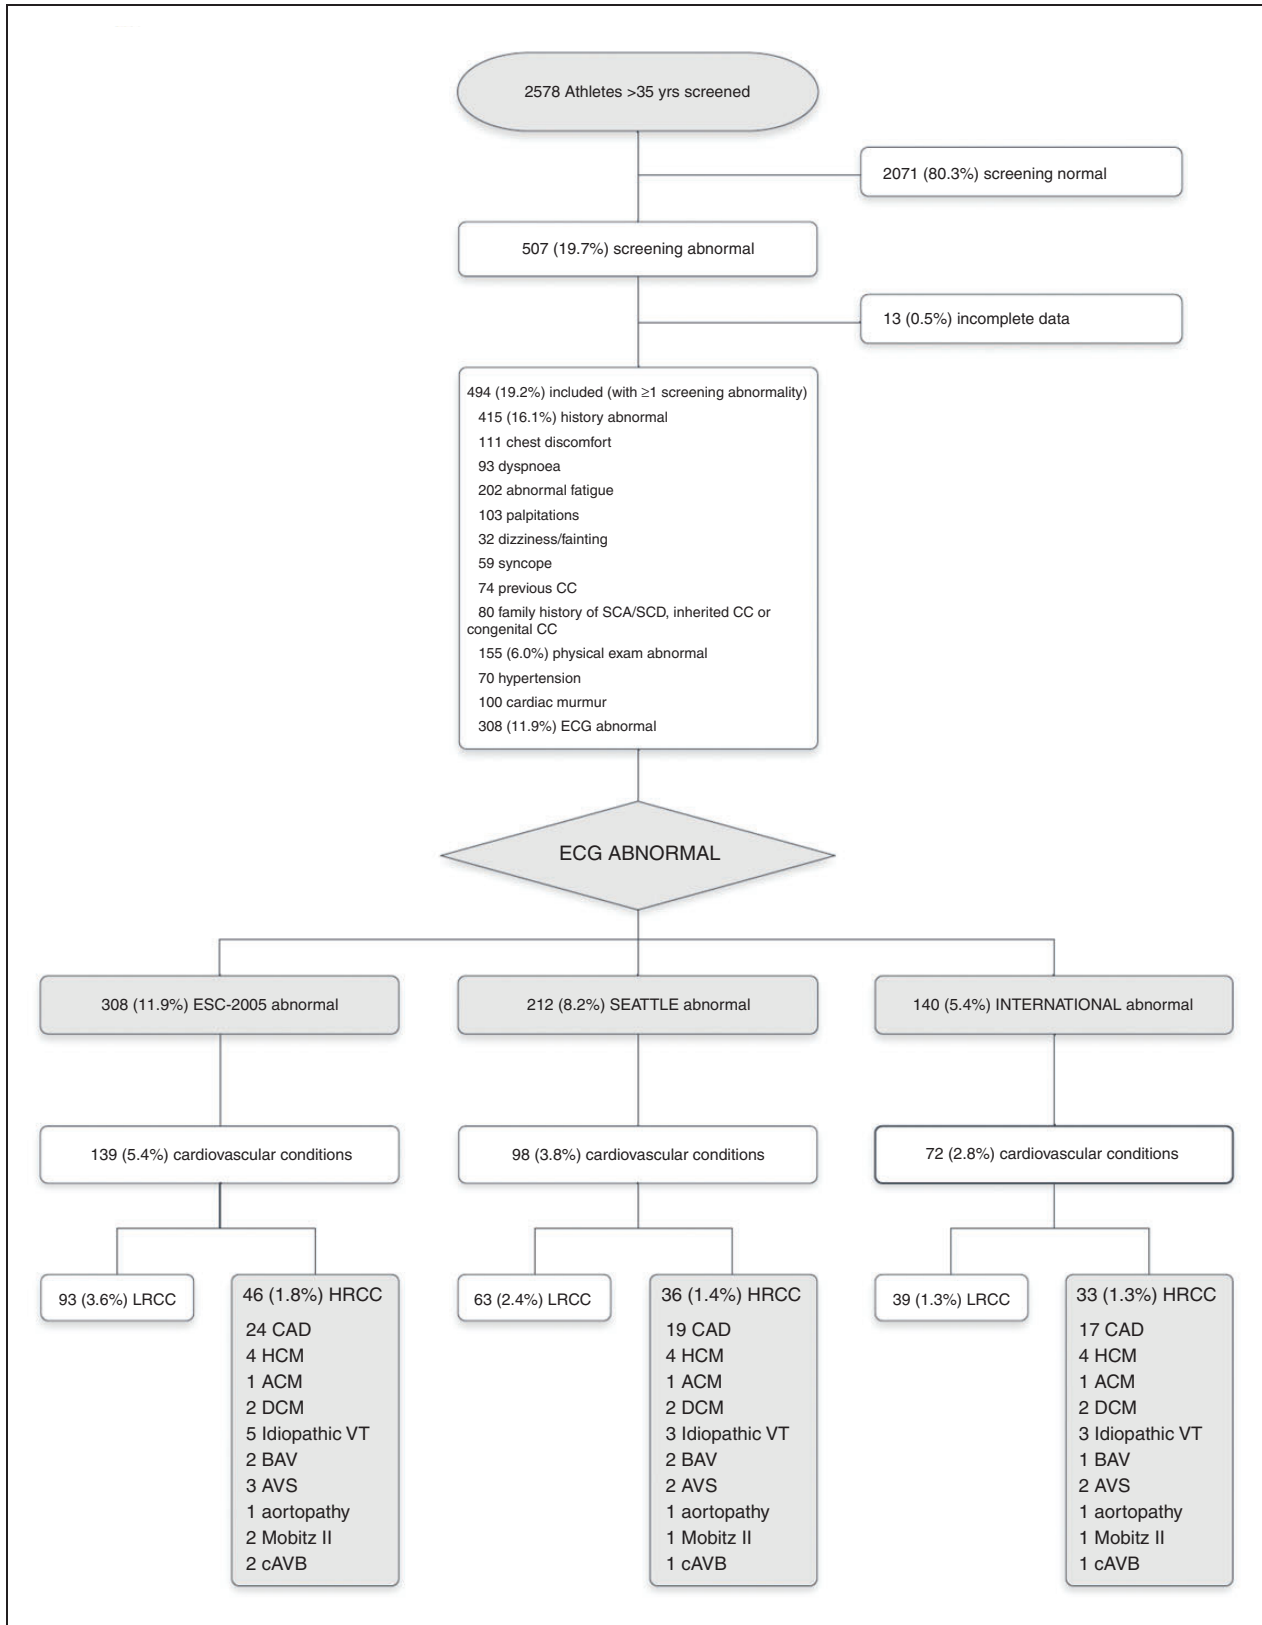 2578 Athletes >35 yrs screened
2071 (80.3%) screening normal
507 (19.7%) screening abnormal
13 (0.5%) incomplete data
494 (19.2%) included (with ≥1 screening abnormality)
415 (16.1%) history abnormal
111 chest discomfort
93 dyspnoea
202 abnormal fatigue
103 palpitations
32 dizziness/fainting
59 syncope
74 previous CC
80 family history of SCA/SCD, inherited CC or
congenital CC
155 (6.0%) physical exam abnormal
70 hypertension
100 cardiac murmur
308 (11.9%) ECG abnormal
ECG ABNORMAL
308 (11.9%) ESC-2005 abnormal
212 (8.2%) SEATTLE abnormal
140 (5.4%) INTERNATIONAL abnormal
139 (5.4%) cardiovascular conditions
98 (3.8%) cardiovascular conditions
72 (2.8%) cardiovascular conditions
93 (3.6%) LRCC
46 (1.8%) HRCC
24 CAD
4 HCM
1 ACM
2 DCM
5 Idiopathic VT
2 BAV
3 AVS
1 aortopathy
2 Mobitz II
2 cAVB
63 (2.4%) LRCC
36 (1.4%) HRCC
19 CAD
4 HCM
1 ACM
2 DCM
3 Idiopathic VT
2 BAV
2 AVS
1 aortopathy
1 Mobitz II
1 cAVB
39 (1.3%) LRCC
33 (1.3%) HRCC
17 CAD
4 HCM
1 ACM
2 DCM
3 Idiopathic VT
1 BAV
2 AVS
1 aortopathy
1 Mobitz II
1 cAVB